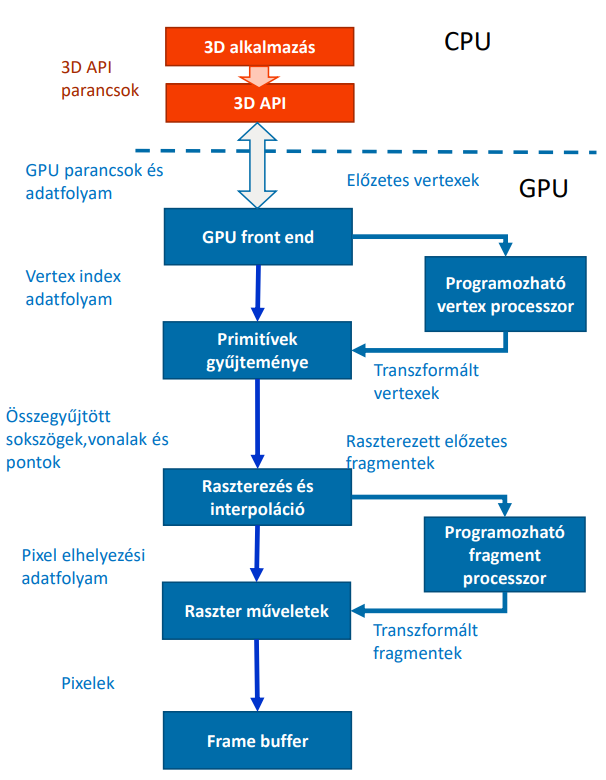 3D alkalmazás
CPU
3D API
parancsok
3D API
GPU parancsok és
adatfolyam
Előzetes vertexek
GPU
GPU front end
Vertex index
adatfolyam
Programozható
vertex processzor
Primitívek
gyűjteménye
Transzformált
vertexek
Összegyűjtött
sokszögek,vonalak és
pontok
Raszterezett előzetes
fragmentek
Raszterezés és
interpoláció
Programozható
fragment
processzor
Pixel elhelyezési
adatfolyam
Raszter műveletek
Transzformált
fragmentek
Pixelek
Frame buffer